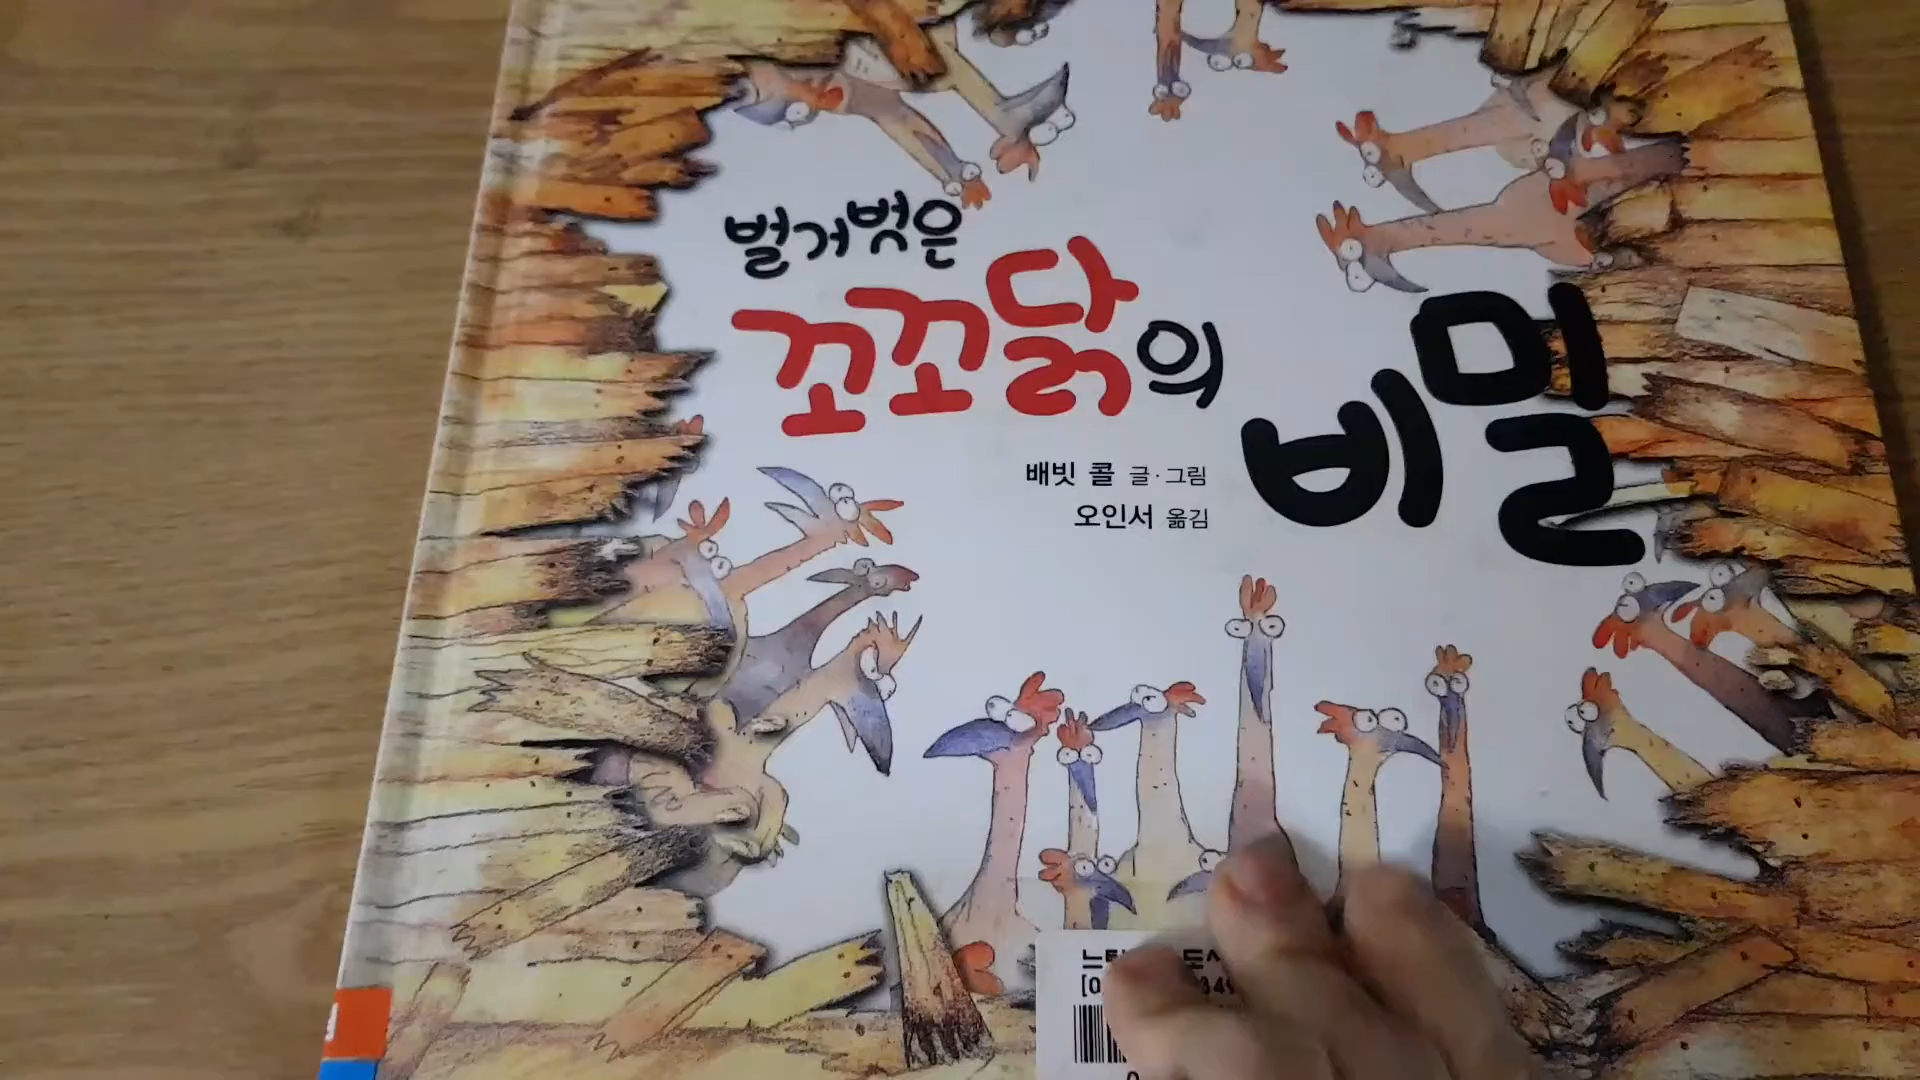 벌거벗은
꼬꼬닭의
비밀
배빗 콜 글·그림
오인서 옮김